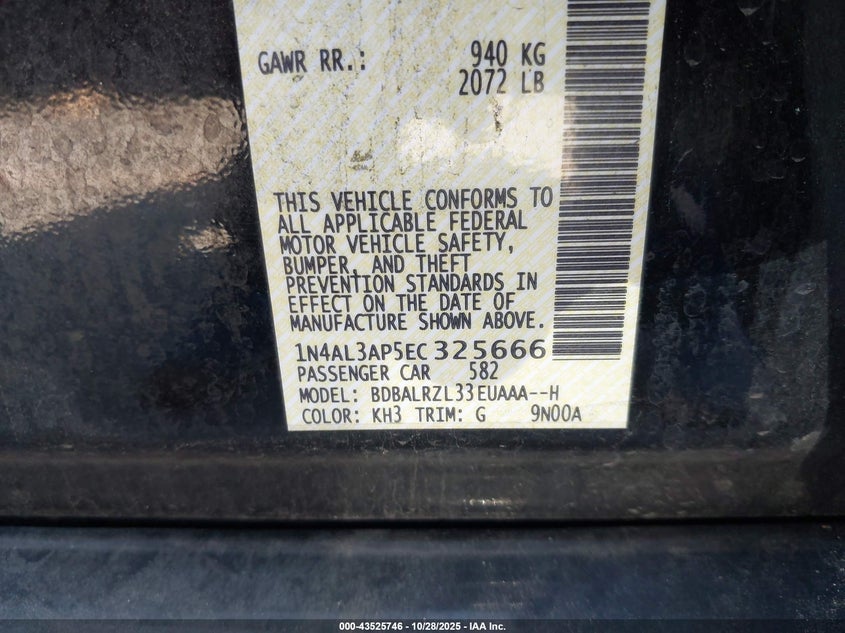 GAWR RR.: 940 KG
2072 LB
THIS VEHICLE CONFORMS TO
ALL APPLICABLE FEDERAL
MOTOR VEHICLE SAFETY,
BUMPER, AND THEFT
PREVENTION STANDARDS IN
EFFECT ON THE DATE OF
MANUFACTURE SHOWN ABOVE.
1N4AL3AP5EC325666
PASSENGER CAR 582
MODEL: BDBALRZL33EUAAA--H
COLOR: KH3 TRIM: G 9N00A
000-43525746 | 10/28/2025 | IAA Inc.